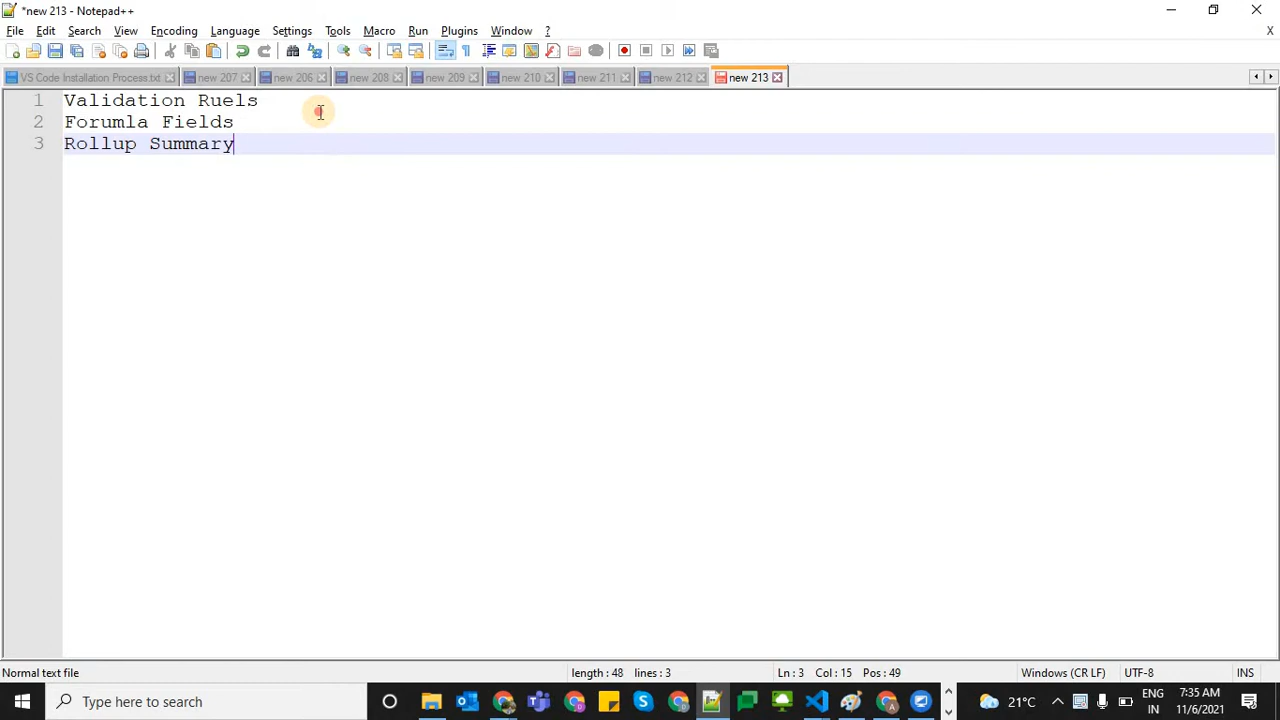 *new 213 - Notepad++
File Edit Search View Encoding Language Settings Tools Macro Run Plugins Window ?
X
VS Code Installation Process.txt new 207 new 206 new 208 new 209 new 210 new 211 new 212 new 213
1 Validation Ruels
2 Forumla Fields
3 Rollup Summary
Normal text file length : 48 lines : 3 Ln : 3 Col : 15 Pos : 49 Windows (CR LF) UTF-8 INS
Type here to search 21°C ENG 7:35 AM
IN 11/6/2021